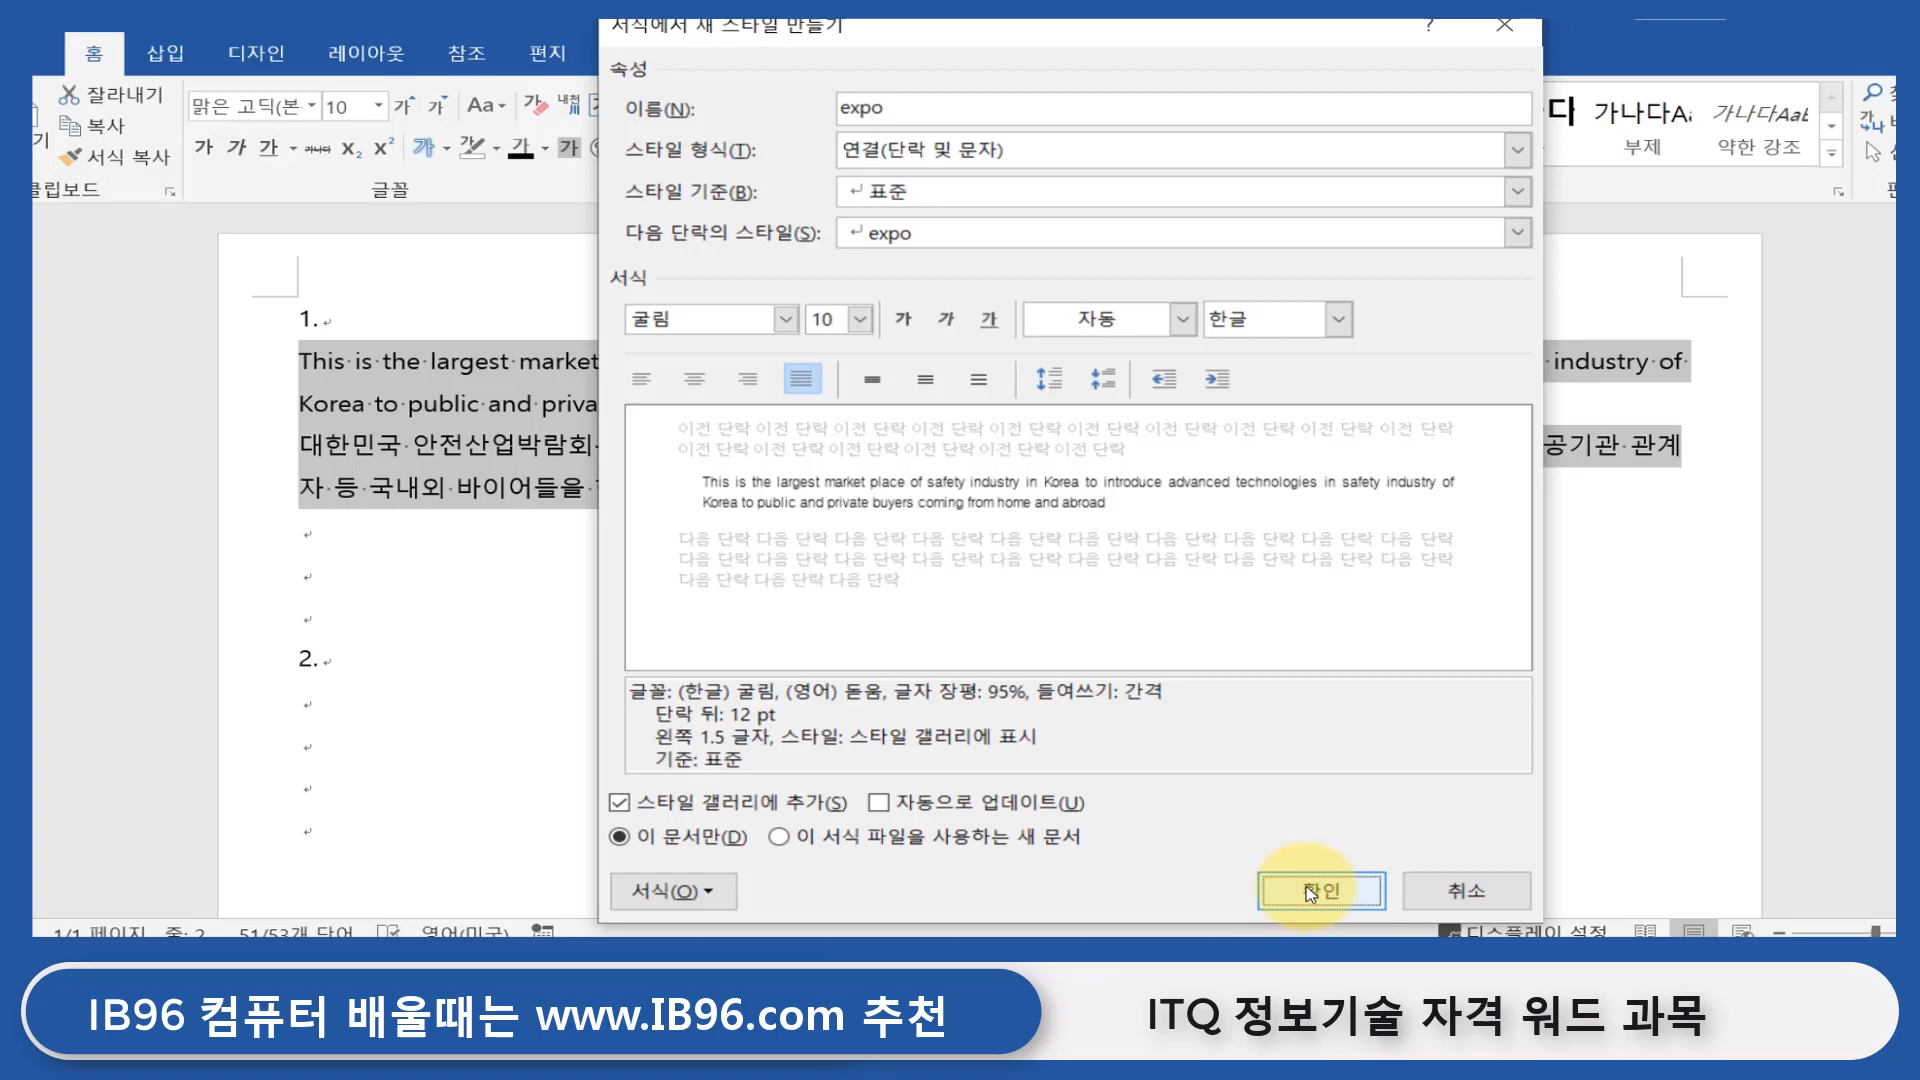 서식에서 새 스타일 만들기
홈 삽입 디자인 레이아웃 참조 편지
잘라내기
복사
서식 복사
클립보드
맑은 고딕(본 10
Aa
글꼴
가나다Aa
부제
가나다Aa
약한 강조
속성
이름(N): expo
스타일 형식(T): 연결(단락 및 문자)
스타일 기준(B): 표준
다음 단락의 스타일(S): expo
서식
굴림 10 가 가 가 자동 한글
이전 단락 이전 단락 이전 단락 이전 단락 이전 단락 이전 단락 이전 단락 이전 단락 이전 단락 이전 단락
이전 단락 이전 단락 이전 단락 이전 단락 이전 단락 이전 단락
This is the largest market place of safety industry in Korea to introduce advanced technologies in safety industry of
Korea to public and private buyers coming from home and abroad
다음 단락 다음 단락 다음 단락 다음 단락 다음 단락 다음 단락 다음 단락 다음 단락 다음 단락 다음 단락
다음 단락 다음 단락 다음 단락 다음 단락 다음 단락 다음 단락 다음 단락 다음 단락 다음 단락 다음 단락
다음 단락 다음 단락 다음 단락
글꼴: (한글) 굴림, (영어) 돋움, 글자 장평: 95%, 들여쓰기: 간격
단락 뒤: 12 pt
왼쪽 1.5 글자, 스타일: 스타일 갤러리에 표시
기준: 표준
스타일 갤러리에 추가(S) 자동으로 업데이트(U)
이 문서만(D) 이 서식 파일을 사용하는 새 문서
서식(O) 확인 취소
1.
This is the largest market industry of
Korea to public and priva
대한민국 안전산업박람회 공기관 관계
자 등 국내외 바이어들을
2.
1/1 페이지 줄: 2 51/53개 단어 영어(미국) 디스플레이 설정
IB96 컴퓨터 배울때는 www.IB96.com 추천
ITQ 정보기술 자격 워드 과목